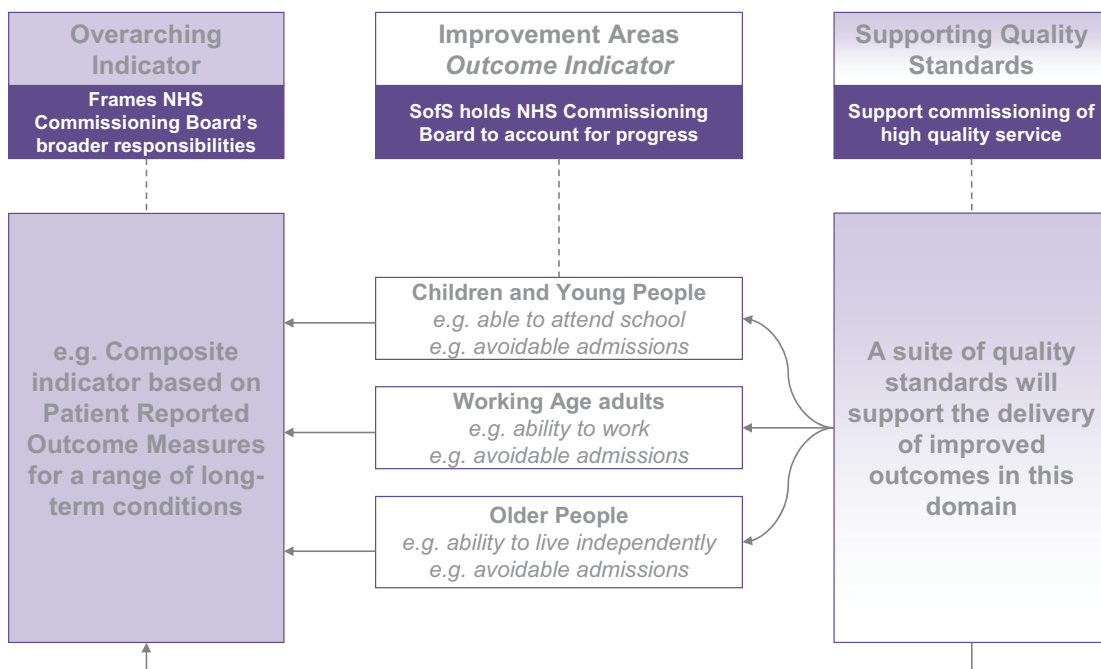 Overarching
Indicator
Frames NHS
Commissioning Board's
broader responsibilities
Improvement Areas
Outcome Indicator
SofS holds NHS Commissioning
Board to account for progress
Supporting Quality
Standards
Support commissioning of
high quality service
e.g. Composite
indicator based on
Patient Reported
Outcome Measures
for a range of long-
term conditions
Children and Young People
e.g. able to attend school
e.g. avoidable admissions
Working Age adults
e.g. ability to work
e.g. avoidable admissions
Older People
e.g. ability to live independently
e.g. avoidable admissions
A suite of quality
standards will
support the delivery
of improved
outcomes in this
domain